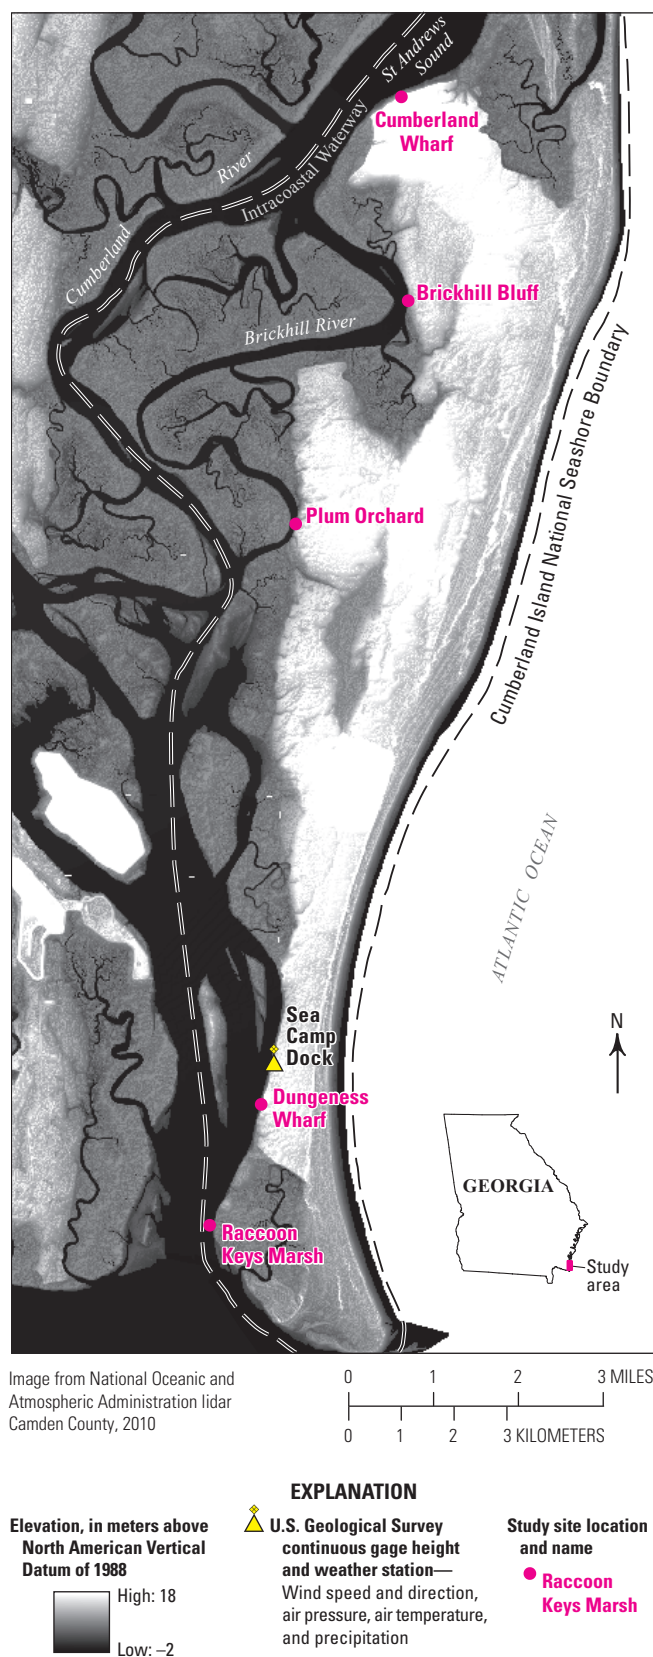 St Andrews
Sound
Cumberland
Wharf
River
Intracoastal Waterway
Cumberland
Brickhill Bluff
Brickhill River
Cumberland Island National Seashore Boundary
Plum Orchard
ATLANTIC OCEAN
Sea
Camp
Dock
N
Dungeness
Wharf
GEORGIA
Raccoon
Keys Marsh
Study
area
Image from National Oceanic and
Atmospheric Administration lidar
Camden County, 2010
0 1 2 3 MILES
0 1 2 3 KILOMETERS
EXPLANATION
Elevation, in meters above
North American Vertical
Datum of 1988
High: 18
Low: –2
U.S. Geological Survey
continuous gage height
and weather station—
Wind speed and direction,
air pressure, air temperature,
and precipitation
Study site location
and name
Raccoon
Keys Marsh